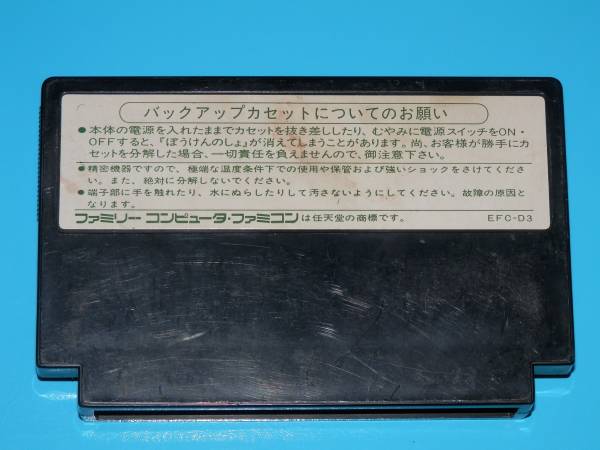 バックアップカセットについてのお願い
●本体の電源を入れたままでカセットを抜き差ししたり、むやみに電源スイッチをON・
OFFすると、『ぼうけんのしょ』が消えてしまうことがあります。尚、お客様が勝手にカ
セットを分解した場合、一切責任を負えませんので、御注意下さい。
●精密機器ですので、極端な温度条件下での使用や保管および強いショックをさけてくださ
い。また、絶対に分解しないでください。
●端子部に手を触れたり、水にぬらしたりして汚さないようにしてください。故障の原因と
なります。
ファミリーコンピュータ・ファミコンは任天堂の商標です。 EFC-D3